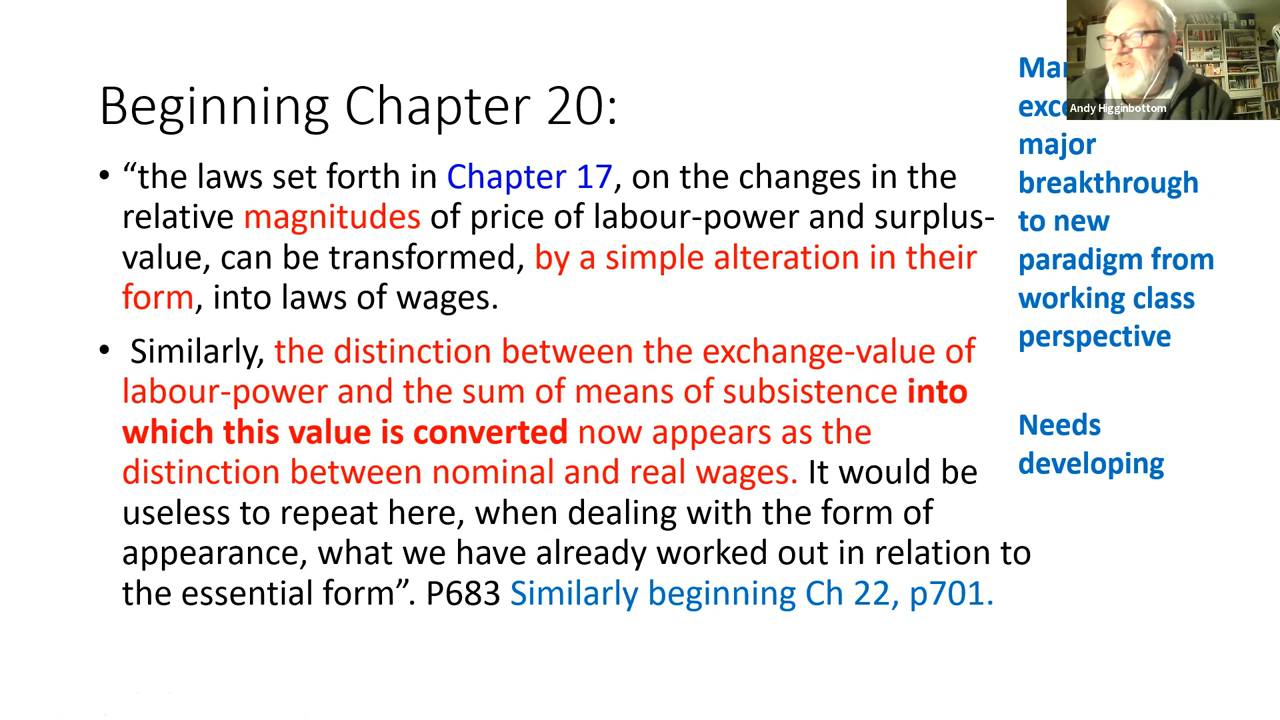 Beginning Chapter 20:
• “the laws set forth in Chapter 17, on the changes in the
relative magnitudes of price of labour-power and surplus-
value, can be transformed, by a simple alteration in their
form, into laws of wages.
• Similarly, the distinction between the exchange-value of
labour-power and the sum of means of subsistence into
which this value is converted now appears as the
distinction between nominal and real wages. It would be
useless to repeat here, when dealing with the form of
appearance, what we have already worked out in relation to
the essential form”. P683 Similarly beginning Ch 22, p701.
major
breakthrough
to new
paradigm from
working class
perspective
Needs
developing
Andy Higginbottom